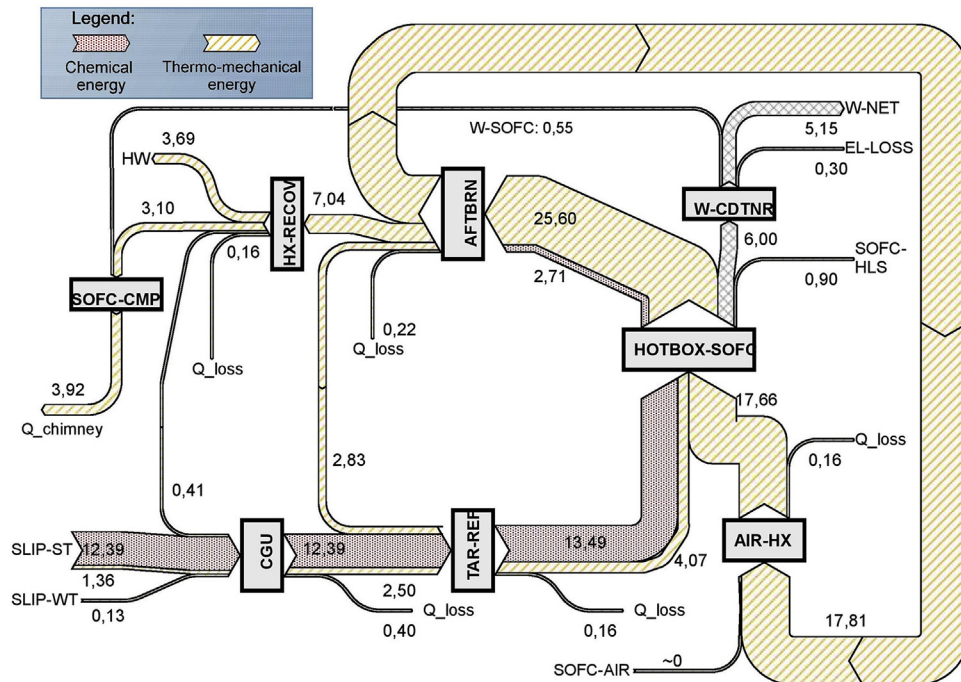 Legend:
Chemical
energy
Thermo-mechanical
energy
W-SOFC: 0,55
W-NET
5,15
EL-LOSS
0,30
W-CDTNR
6,00
SOFC-
HLS
0,90
3,69
HW
7,04
HX-RECOV
AFTBRN
25,60
2,71
3,10
0,16
SOFC-CMP
0,22
Q_loss
Q_loss
HOTBOX-SOFC
3,92
Q_chimney
17,66
Q_loss
0,16
2,83
0,41
SLIP-ST
12,39
1,36
SLIP-WT
0,13
CGU
12,39
2,50
Q_loss
0,40
TAR-REF
13,49
4,07
Q_loss
0,16
AIR-HX
17,81
SOFC-AIR
~0